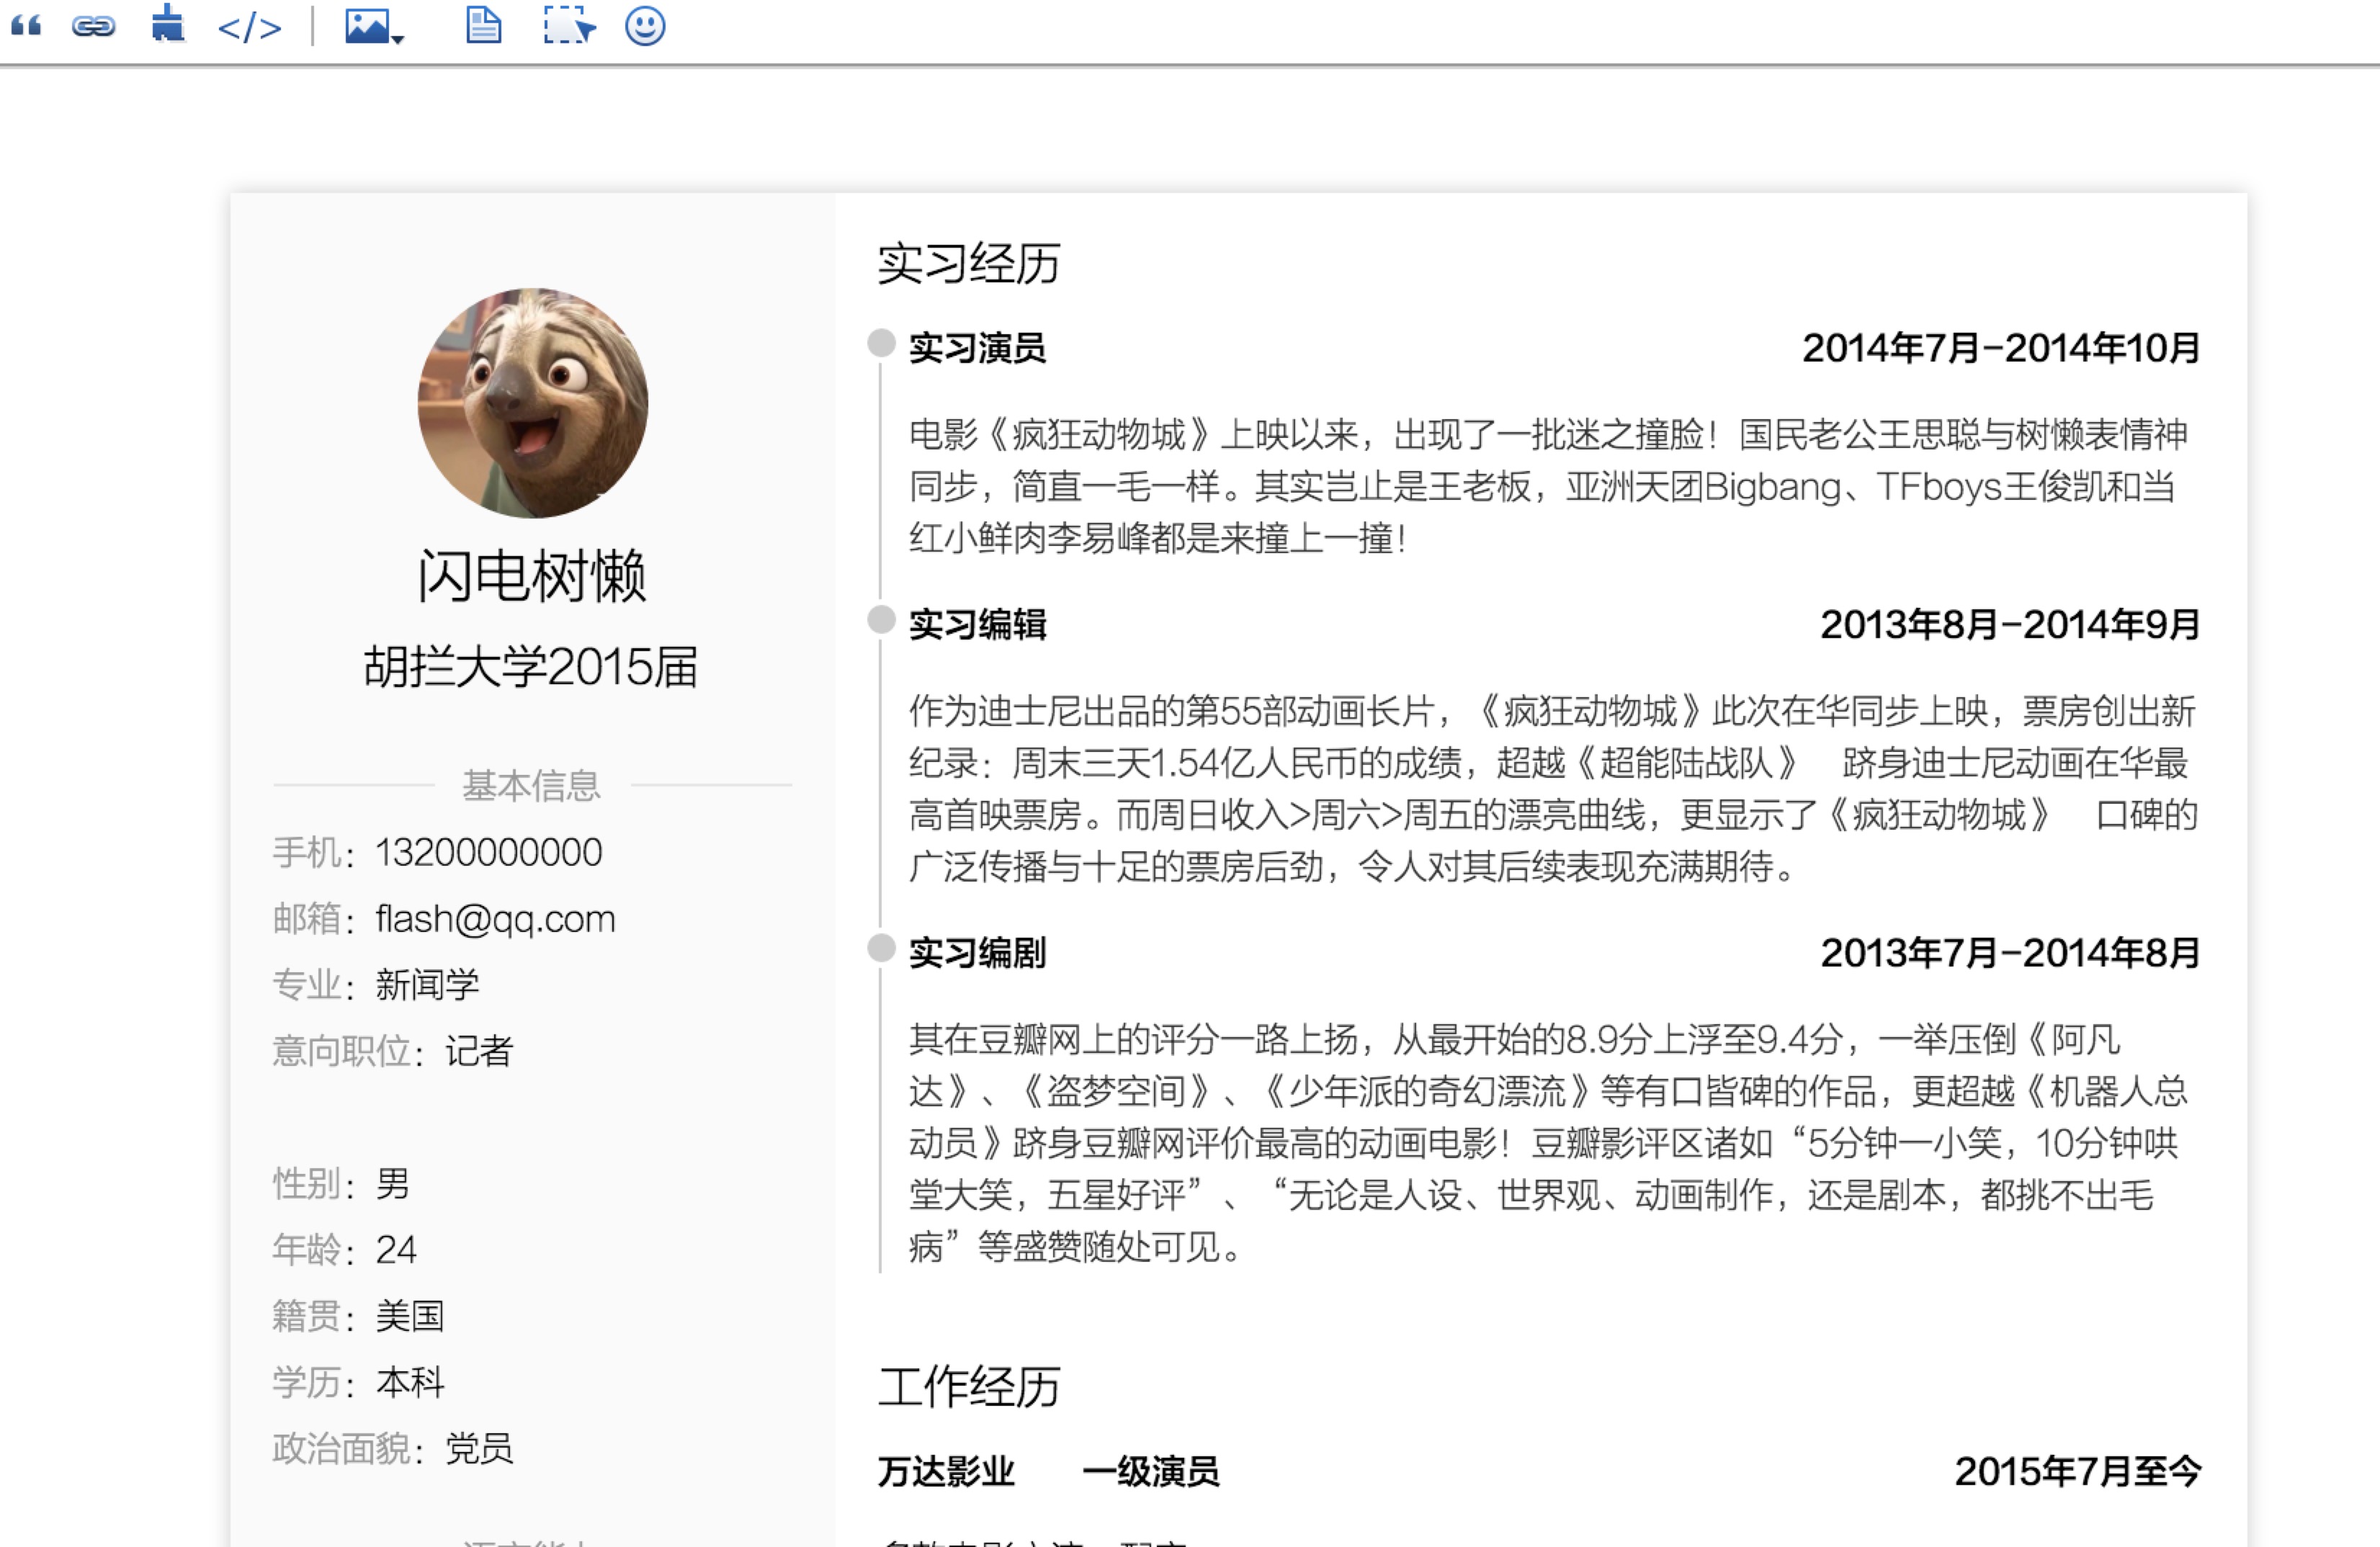 闪电树懒
胡拦大学2015届
基本信息
手机：13200000000
邮箱：flash@qq.com
专业：新闻学
意向职位：记者
性别：男
年龄：24
籍贯：美国
学历：本科
政治面貌：党员
实习经历
实习演员 2014年7月-2014年10月
电影《疯狂动物城》上映以来，出现了一批迷之撞脸！国民老公王思聪与树懒表情神
同步，简直一毛一样。其实岂止是王老板，亚洲天团Bigbang、TFboys王俊凯和当
红小鲜肉李易峰都是来撞上一撞！
实习编辑 2013年8月-2014年9月
作为迪士尼出品的第55部动画长片，《疯狂动物城》此次在华同步上映，票房创出新
纪录：周末三天1.54亿人民币的成绩，超越《超能陆战队》 跻身迪士尼动画在华最
高首映票房。而周日收入>周六>周五的漂亮曲线，更显示了《疯狂动物城》 口碑的
广泛传播与十足的票房后劲，令人对其后续表现充满期待。
实习编剧 2013年7月-2014年8月
其在豆瓣网上的评分一路上扬，从最开始的8.9分上浮至9.4分，一举压倒《阿凡
达》、《盗梦空间》、《少年派的奇幻漂流》等有口皆碑的作品，更超越《机器人总
动员》跻身豆瓣网评价最高的动画电影！豆瓣影评区诸如“5分钟一小笑，10分钟哄
堂大笑，五星好评”、“无论是人设、世界观、动画制作，还是剧本，都挑不出毛
病”等盛赞随处可见。
工作经历
万达影业 一级演员 2015年7月至今